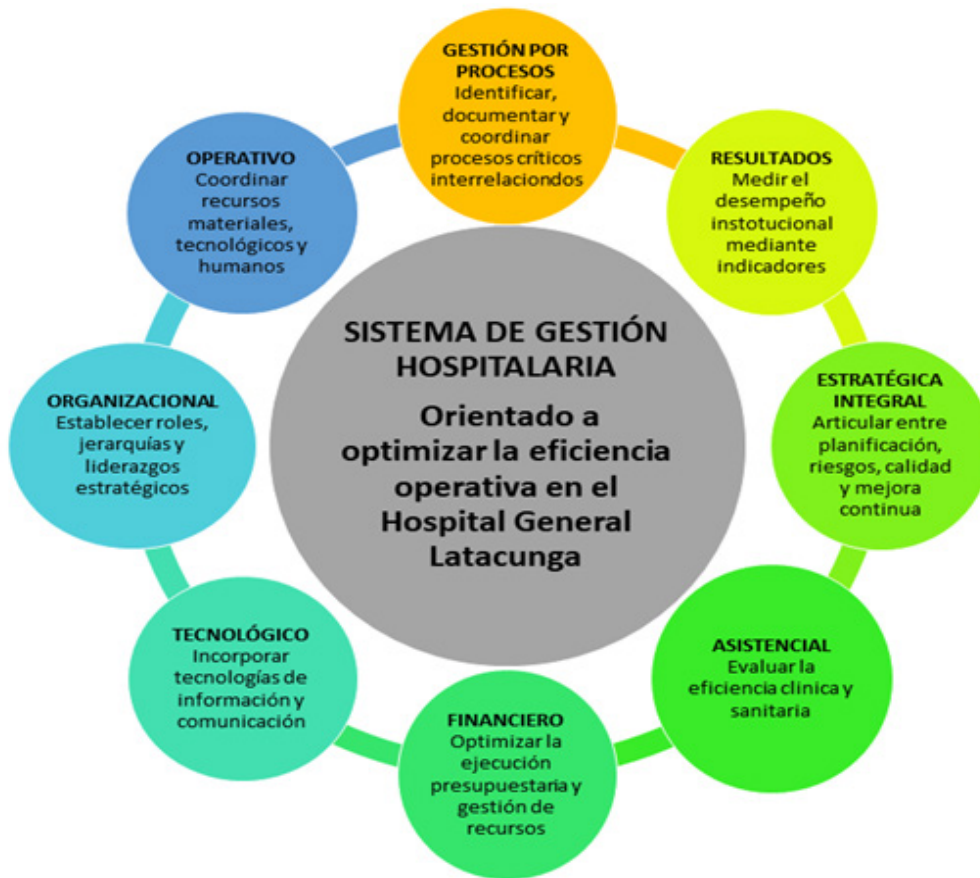 GESTIÓN POR
PROCESOS
Identificar,
documentar y
coordinar
procesos críticos
interrelaciondos
RESULTADOS
Medir el
desempeño
instotucional
mediante
indicadores
ESTRATÉGICA
INTEGRAL
Articular entre
planificación,
riesgos, calidad
y mejora
continua
ASISTENCIAL
Evaluar la
eficiencia clinica y
sanitaria
FINANCIERO
Optimizar la
ejecución
presupuestaria y
gestión de
recursos
TECNOLÓGICO
Incorporar
tecnologías de
información y
comunicación
ORGANIZACIONAL
Establecer roles,
jerarquías y
liderazgos
estratégicos
OPERATIVO
Coordinar
recursos
materiales,
tecnológicos y
humanos
SISTEMA DE GESTIÓN
HOSPITALARIA
Orientado a
optimizar la eficiencia
operativa en el
Hospital General
Latacunga